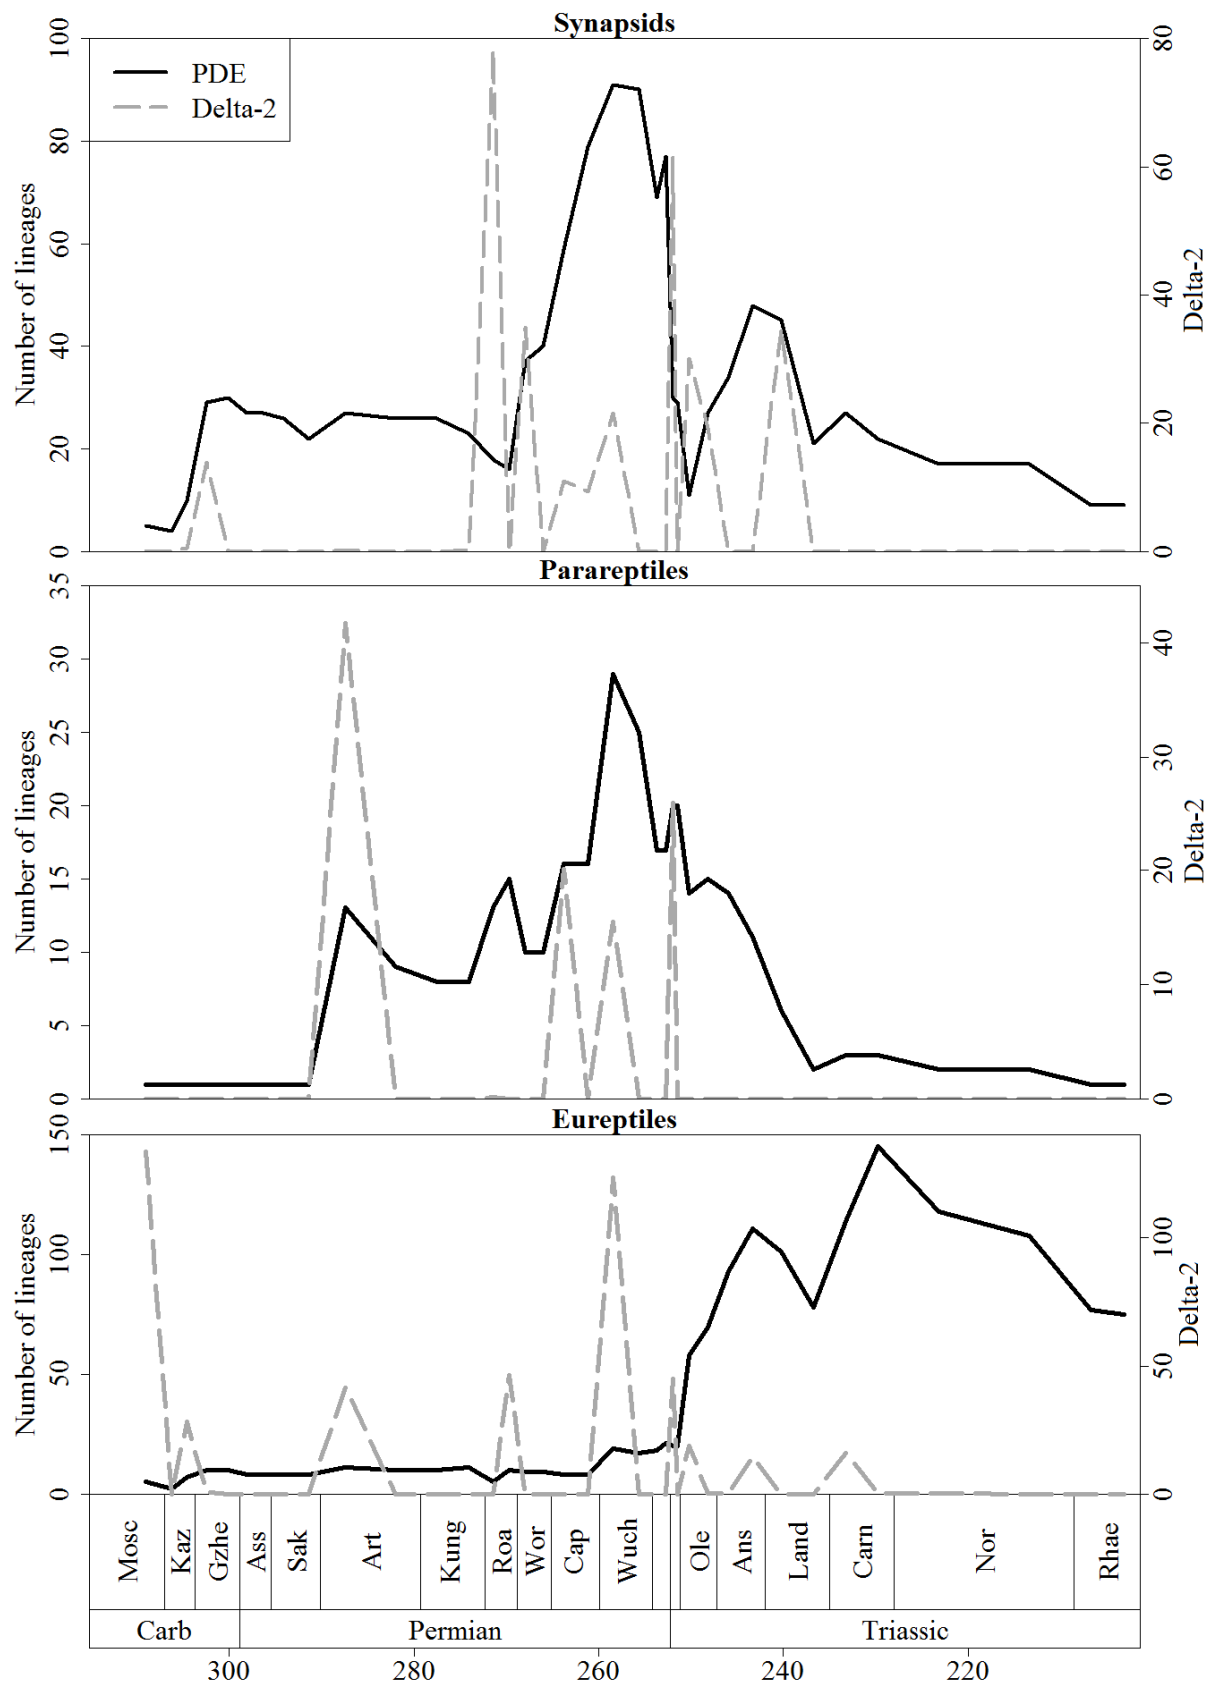 Synapsids
PDE
Delta-2
0 20 40 60 80 100
Number of lineages
0 20 40 60 80
Delta-2
Parareptiles
0 5 10 15 20 25 30 35
Number of lineages
0 10 20 30 40
Delta-2
Eureptiles
0 50 100 150
Number of lineages
0 50 100
Delta-2
Mosc Kaz Gzhe Ass Sak Art Kung Roa Wor Cap Wuch Ole Ans Land Carn Nor Rhae
Carb Permian Triassic
300 280 260 240 220